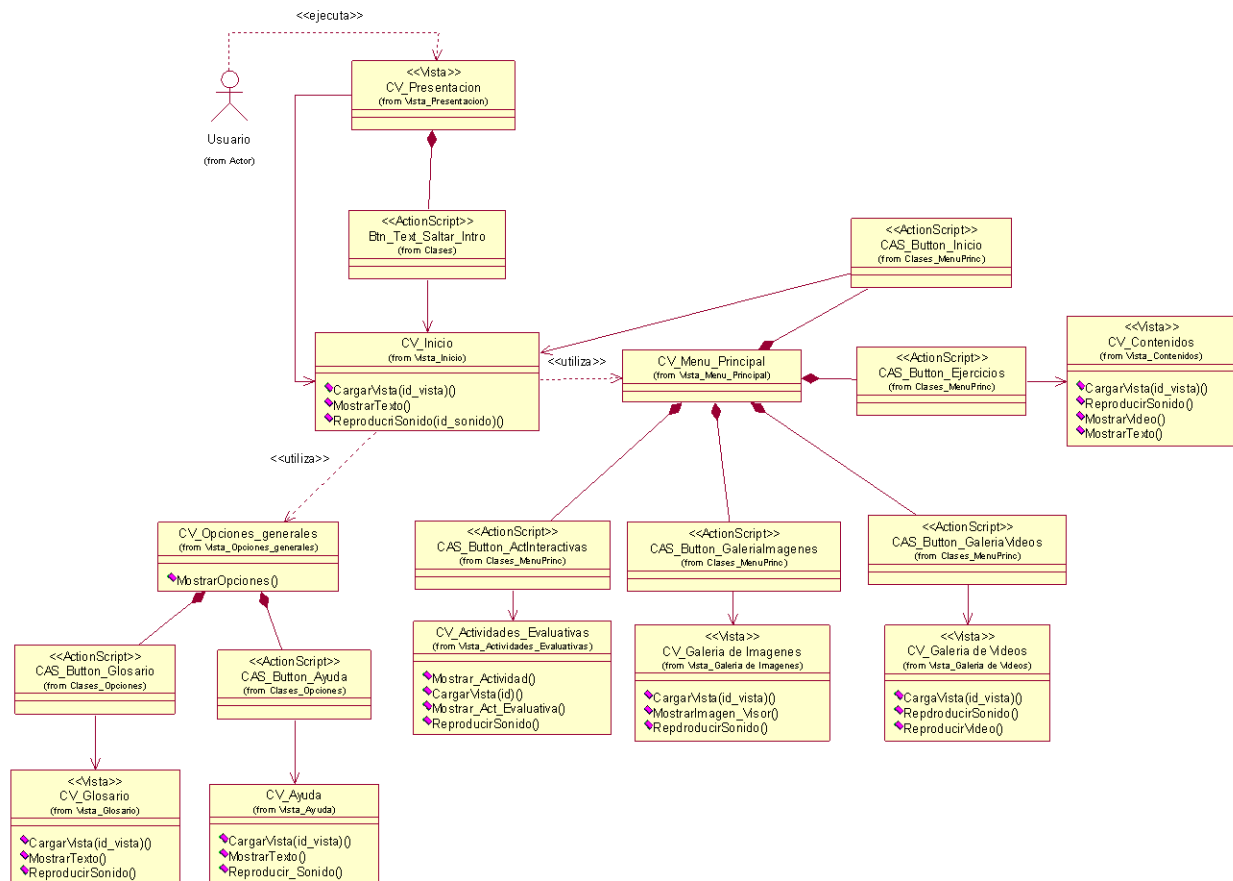 <<ejecuta>>
<<Vista>>
CV_Presentacion
(from Vista_Presentacion)
Usuario
(from Actor)
<<ActionScript>>
Btn_Text_Saltar_Intro
(from Clases)
<<ActionScript>>
CAS_Button_Inicio
(from Clases_MenuPrinc)
CV_Inicio
(from Vista_Inicio)
CargarVista(id_vista)()
MostrarTexto()
ReproduciriSonido(id_sonido)()
<<utiliza>>
CV_Menu_Principal
(from Vista_Menu_Principal)
<<ActionScript>>
CAS_Button_Ejercicios
(from Clases_MenuPrinc)
<<Vista>>
CV_Contenidos
(from Vista_Contenidos)
CargarVista(id_vista)()
ReproducirSonido()
MostrarVideo()
MostrarTexto()
<<utiliza>>
CV_Opciones_generales
(from Vista_Opciones_generales)
MostrarOpciones()
<<ActionScript>>
CAS_Button_ActInteractivas
(from Clases_MenuPrinc)
<<ActionScript>>
CAS_Button_GaleriaImagenes
(from Clases_MenuPrinc)
<<ActionScript>>
CAS_Button_GaleriaVideos
(from Clases_MenuPrinc)
<<ActionScript>>
CAS_Button_Glosario
(from Clases_Opciones)
<<ActionScript>>
CAS_Button_Ayuda
(from Clases_Opciones)
CV_Actividades_Evaluativas
(from Vista_Actividades_Evaluativas)
Mostrar_Actividad()
CargarVista(id)()
Mostrar_Act_Evaluativa()
ReproducirSonido()
<<Vista>>
CV_Galeria de Imagenes
(from Vista_Galeria de Imagenes)
CargarVista(id_vista)()
MostrarImagen_Visor()
RepdroducirSonido()
<<Vista>>
CV_Galeria de Videos
(from Vista_Galeria de Videos)
CargaVista(id_vista)()
RepdroducirSonido()
ReproducirVideo()
<<Vista>>
CV_Glosario
(from Vista_Glosario)
CargarVista(id_vista)()
MostrarTexto()
ReproducirSonido()
CV_Ayuda
(from Vista_Ayuda)
CargarVista(id_vista)()
MostrarTexto()
Reproducir_Sonido()